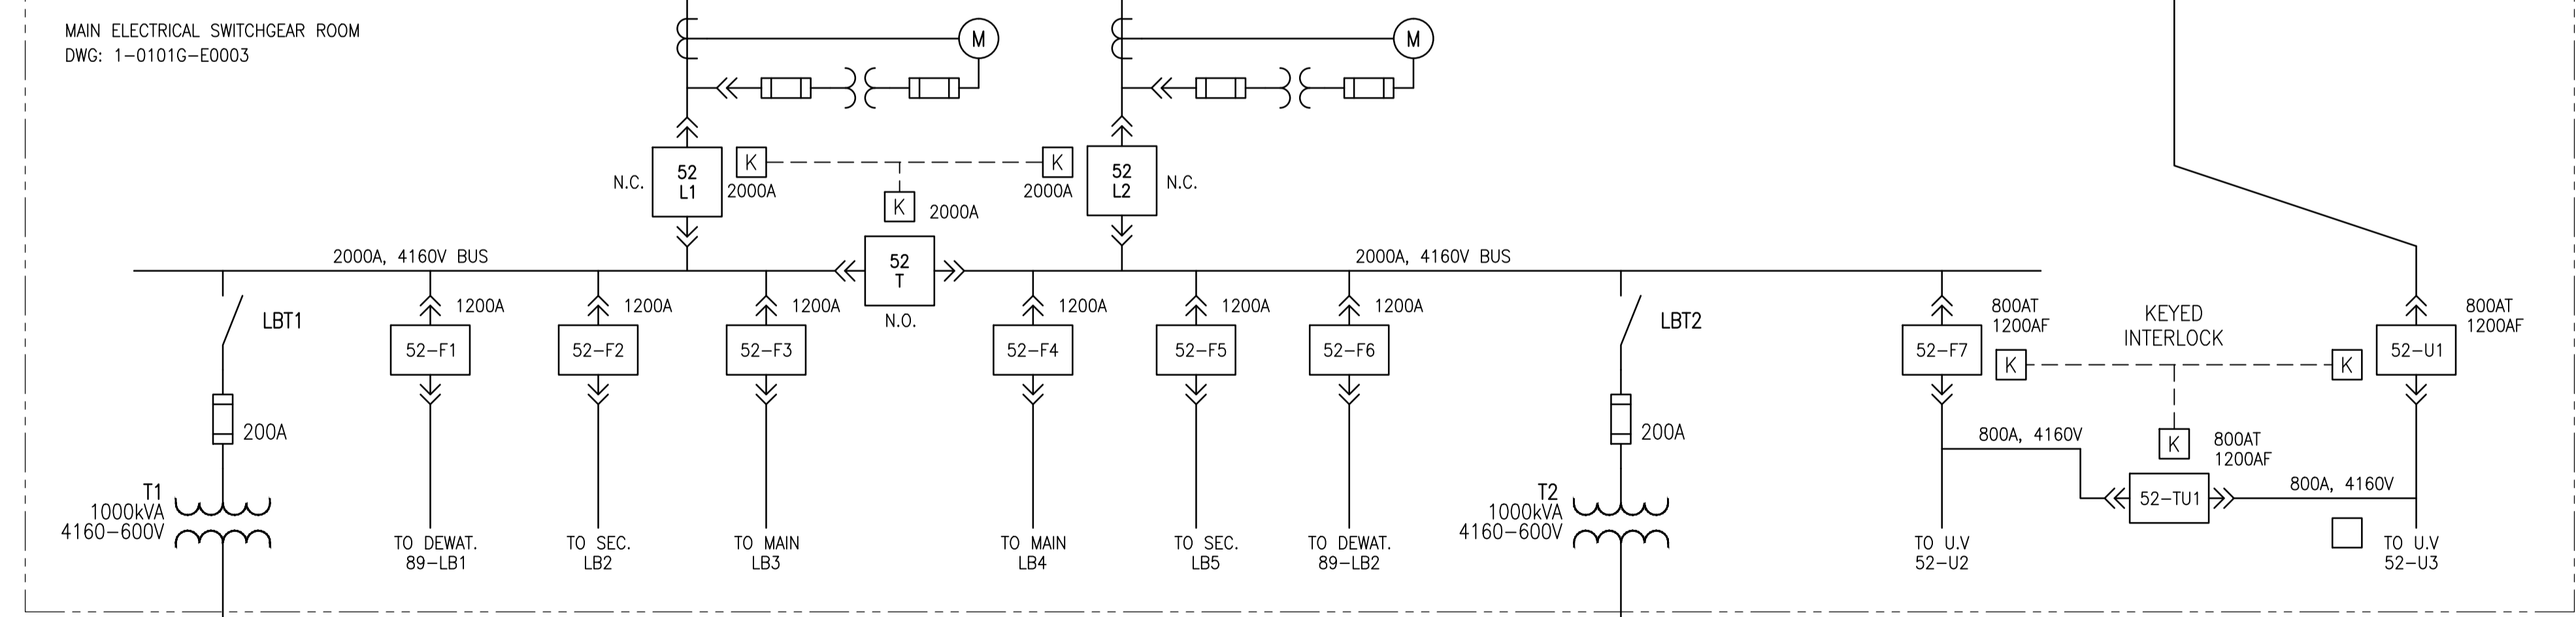 MAIN ELECTRICAL SWITCHGEAR ROOM
DWG: 1-0101G-E0003
M
M
N.C.
52
L1
K
2000A
K
2000A
52
L2
N.C.
K
2000A
2000A, 4160V BUS
52
T
N.O.
2000A, 4160V BUS
LBT1
200A
T1
1000kVA
4160-600V
1200A
52-F1
TO DEWAT.
89-LB1
1200A
52-F2
TO SEC.
LB2
1200A
52-F3
TO MAIN
LB3
1200A
52-F4
TO MAIN
LB4
1200A
52-F5
TO SEC.
LB5
1200A
52-F6
TO DEWAT.
89-LB2
LBT2
200A
T2
1000kVA
4160-600V
800AT
1200AF
52-F7
K
KEYED
INTERLOCK
K
800AT
1200AF
52-U1
800A, 4160V
K
800AT
1200AF
52-TU1
800A, 4160V
TO U.V
52-U2
TO U.V
52-U3